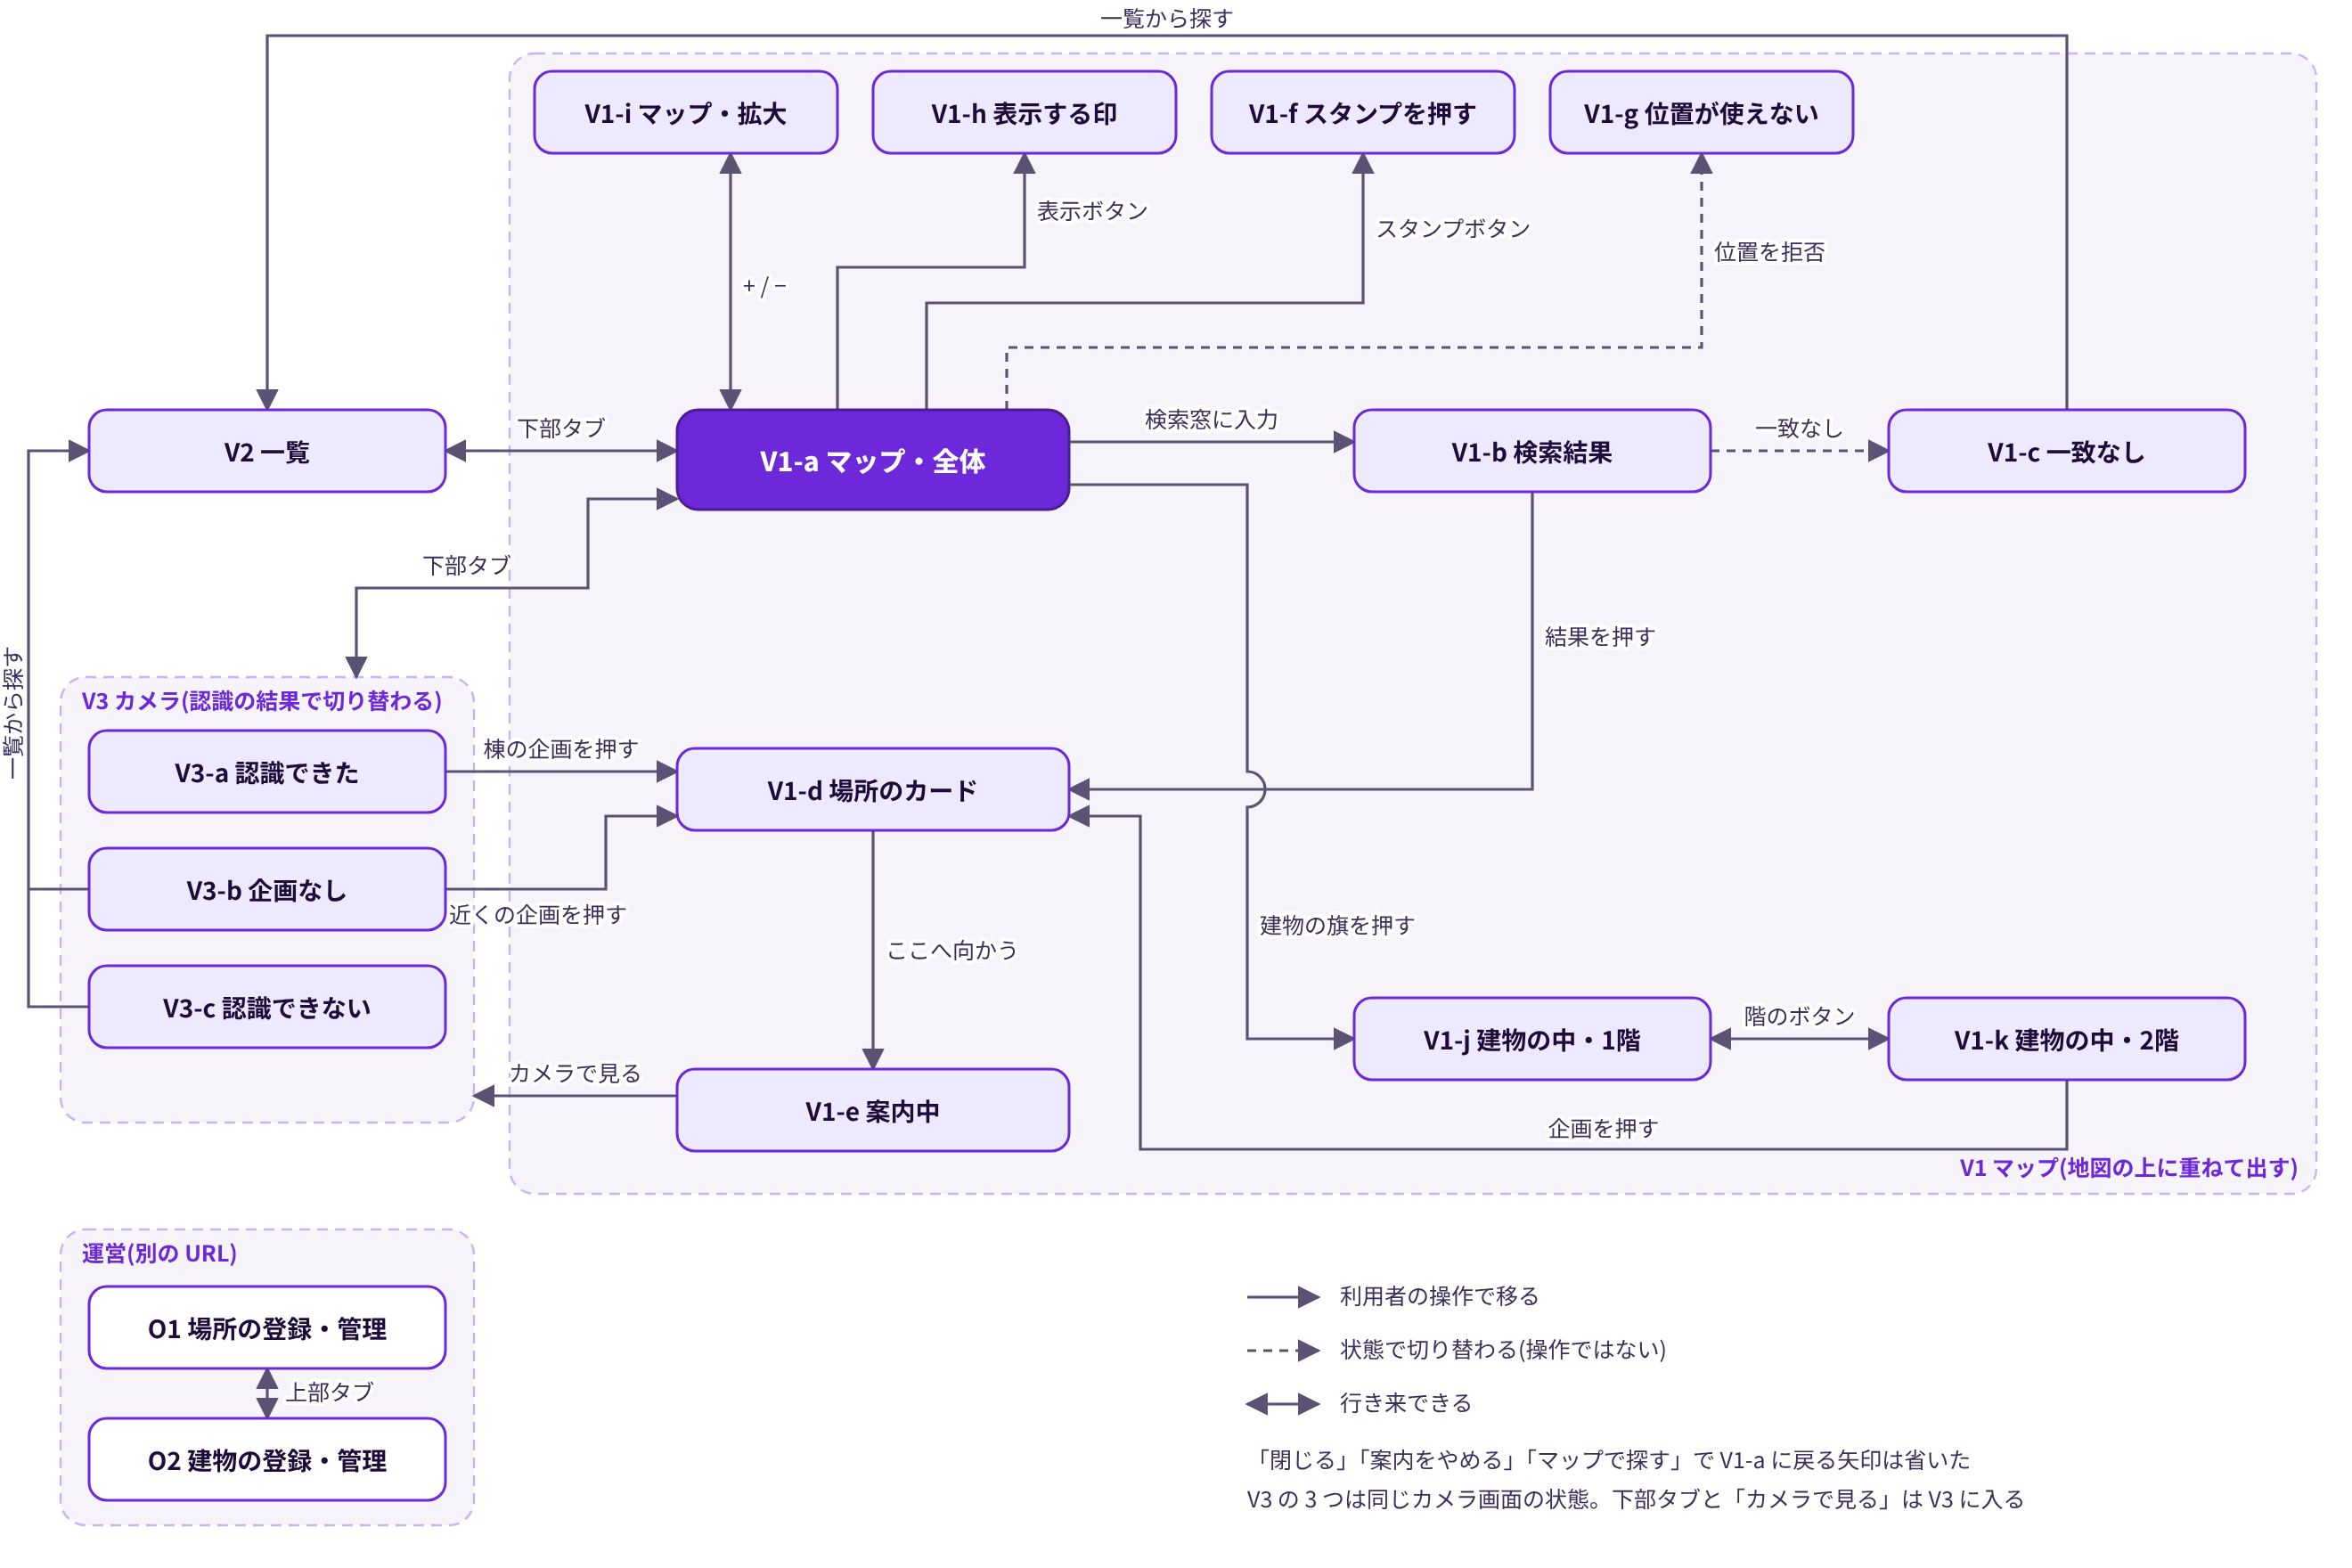 一覧から探す
V1-i マップ・拡大
V1-h 表示する印
V1-f スタンプを押す
V1-g 位置が使えない
表示ボタン
スタンプボタン
位置を拒否
+ / −
V2 一覧
下部タブ
V1-a マップ・全体
検索窓に入力
V1-b 検索結果
一致なし
V1-c 一致なし
下部タブ
結果を押す
一覧から探す
V3 カメラ(認識の結果で切り替わる)
V3-a 認識できた
棟の企画を押す
V1-d 場所のカード
V3-b 企画なし
近くの企画を押す
ここへ向かう
建物の旗を押す
V3-c 認識できない
カメラで見る
V1-e 案内中
V1-j 建物の中・1階
階のボタン
V1-k 建物の中・2階
企画を押す
V1 マップ(地図の上に重ねて出す)
運営(別の URL)
O1 場所の登録・管理
上部タブ
O2 建物の登録・管理
利用者の操作で移る
状態で切り替わる(操作ではない)
行き来できる
「閉じる」「案内をやめる」「マップで探す」で V1-a に戻る矢印は省いた
V3 の 3 つは同じカメラ画面の状態。下部タブと「カメラで見る」は V3 に入る